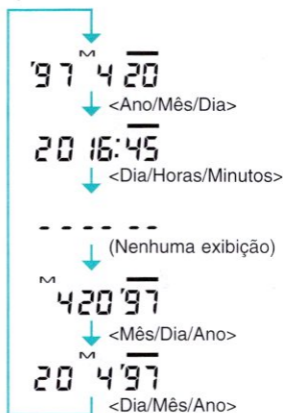 M
'97 4 20
<Ano/Mês/Dia>
20 16:45
<Dia/Horas/Minutos>
- - - - - -
(Nenhuma exibição)
M
4 20 '97
<Mês/Dia/Ano>
M
20 4 '97
<Dia/Mês/Ano>